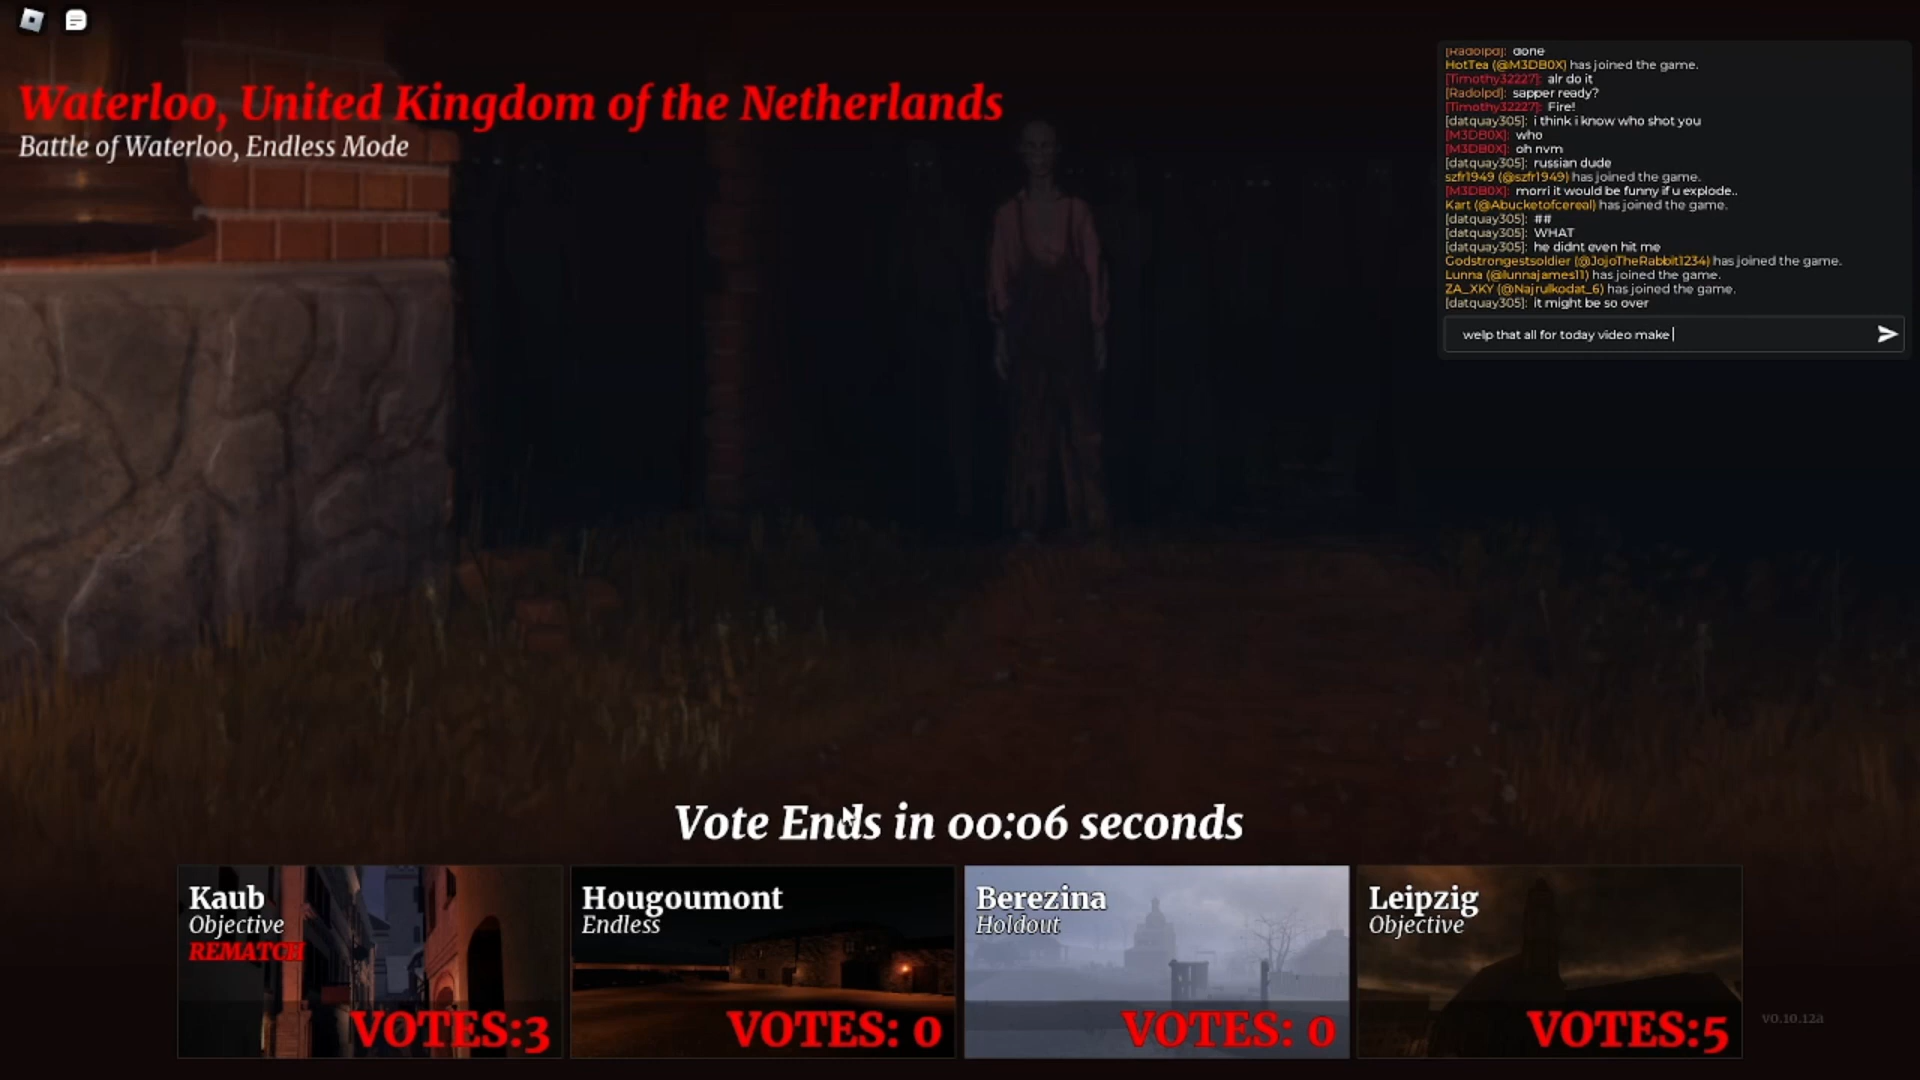 Waterloo, United Kingdom of the Netherlands
Battle of Waterloo, Endless Mode
[Radolpd]: done
HotTea (@M3DB0X) has joined the game.
[Timothy32227]: alr do it
[Radolpd]: sapper ready?
[Timothy32227]: Fire!
[datquay305]: i think i know who shot you
[M3DB0X]: who
[M3DB0X]: oh nvm
[datquay305]: russian dude
szfr1949 (@szfr1949) has joined the game.
[M3DB0X]: morri it would be funny if u explode..
Kart (@Abucketofcereal) has joined the game.
[datquay305]: ##
[datquay305]: WHAT
[datquay305]: he didnt even hit me
Godstrongestsoldier (@JojoTheRabbit1234) has joined the game.
Lunna (@lunnajames11) has joined the game.
ZA_XKY (@Najrulkodat_6) has joined the game.
[datquay305]: it might be so over
welp that all for today video make
Vote Ends in 00:06 seconds
Kaub
Objective
REMATCH
VOTES:3
Hougoumont
Endless
VOTES: 0
Berezina
Holdout
VOTES: 0
Leipzig
Objective
VOTES:5
v0.10.12a